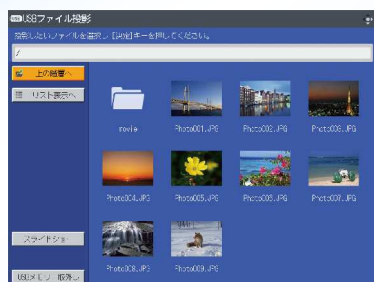 USBファイル投影
投影したいファイルを選択し【決定】キーを押してください。
/
上の階層へ
リスト表示へ
movie
Photo001.JPG
Photo002.JPG
Photo003.JPG
Photo004.JPG
Photo005.JPG
Photo006.JPG
Photo007.JPG
Photo008.JPG
Photo009.JPG
スライドショー
USBメモリ 取外し